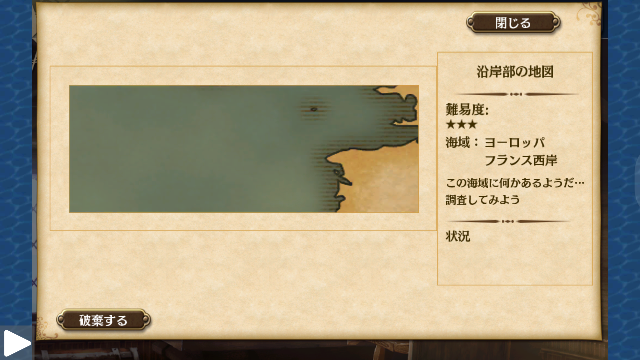 閉じる
沿岸部の地図
難易度:
★★★
海域： ヨーロッパ
フランス西岸
この海域に何かあるようだ…
調査してみよう
状況
破棄する